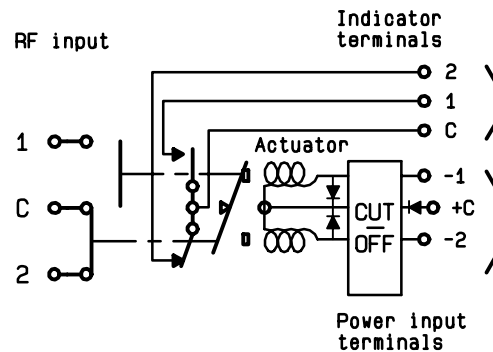 Indicator
terminals
RF input
2
1
C
Actuator
1
C
2
CUT
OFF
-1
+C
-2
Power input
terminals